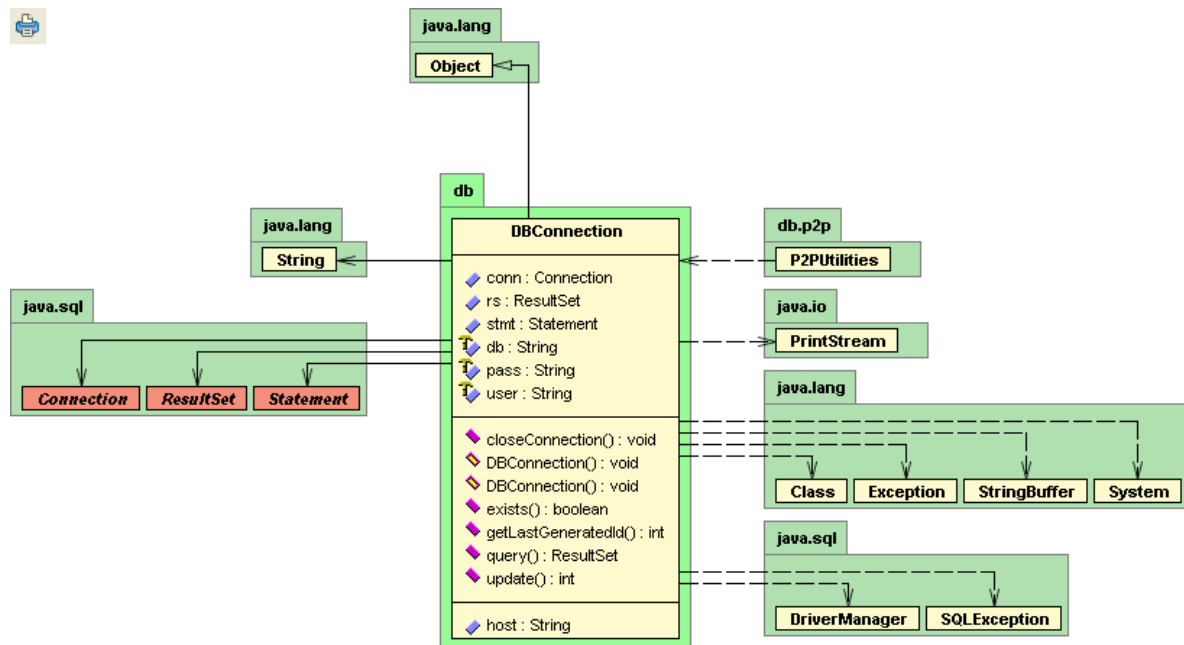 java.lang
Object
db
java.lang
String
java.sql
Connection
ResultSet
Statement
DBConnection
conn : Connection
rs : ResultSet
stmt : Statement
db : String
pass : String
user : String
closeConnection() : void
DBConnection() : void
DBConnection() : void
exists() : boolean
getLastGeneratedId() : int
query() : ResultSet
update() : int
host : String
db.p2p
P2PUtilities
java.io
PrintStream
java.lang
Class
Exception
StringBuffer
System
java.sql
DriverManager
SQLException